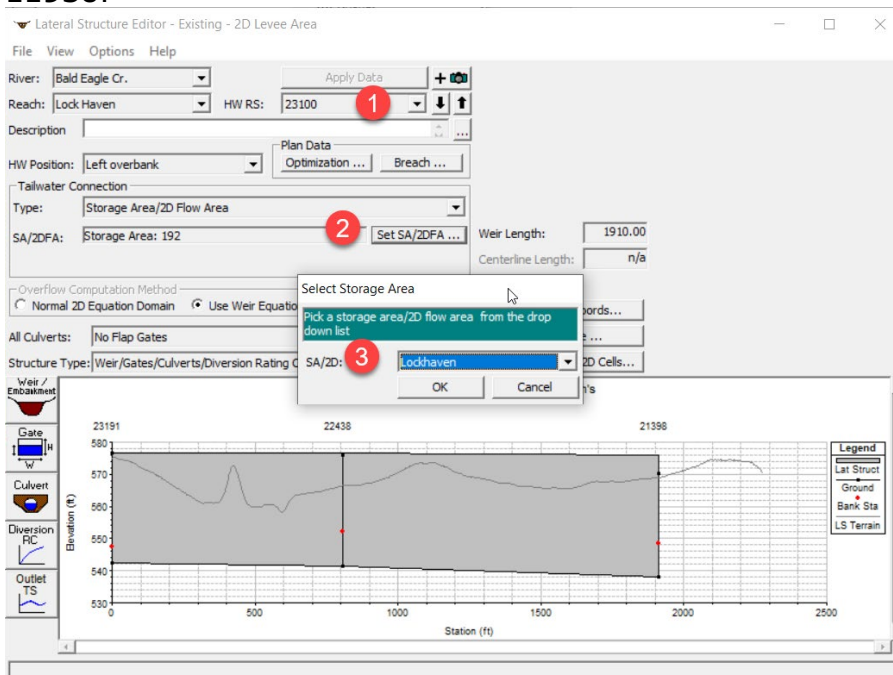 Lateral Structure Editor - Existing - 2D Levee Area
File View Options Help
River: Bald Eagle Cr. Apply Data
Reach: Lock Haven HW RS: 23100 1
Description ...
Plan Data
HW Position: Left overbank Optimization ... Breach ...
Tailwater Connection
Type: Storage Area/2D Flow Area
SA/2DFA: Storage Area: 192 2 Set SA/2DFA ... Weir Length: 1910.00
Centerline Length: n/a
Overflow Computation Method
Normal 2D Equation Domain Use Weir Equatio
Select Storage Area
Pick a storage area/2D flow area from the drop
down list
SA/2D: 3 Lockhaven
OK Cancel
All Culverts: No Flap Gates
Structure Type: Weir/Gates/Culverts/Diversion Rating C
2D Cells...
Weir /
Embankment
Gate
H
W
Culvert
Diversion
RC
Outlet
TS
23191 22438 21398
580
570
560
550
540
530
Elevation (ft)
0 500 1000 1500 2000 2500
Station (ft)
Legend
Lat Struct
Ground
Bank Sta
LS Terrain